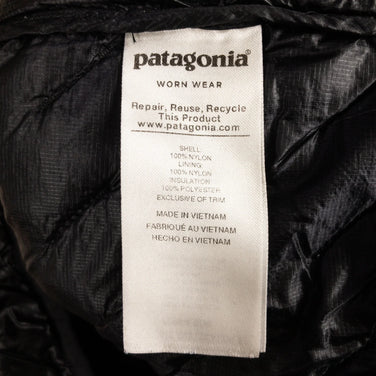 patagonia®
WORN WEAR
Repair, Reuse, Recycle
This Product
www.patagonia.com
SHELL:
100% NYLON
LINING:
100% NYLON
INSULATION:
100% POLYESTER
EXCLUSIVE OF TRIM
MADE IN VIETNAM
FABRIQUÉ AU VIETNAM
HECHO EN VIETNAM